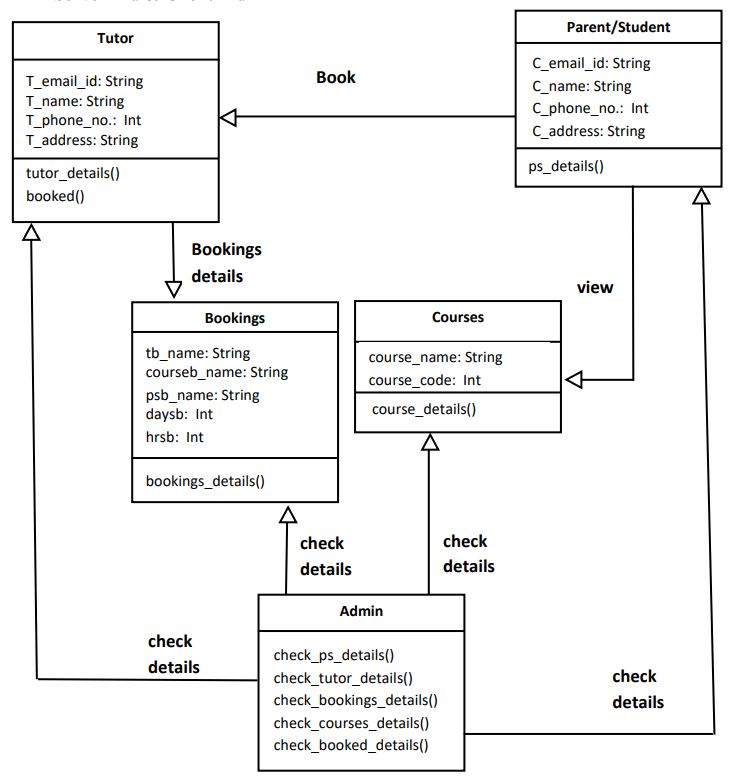 Tutor
T_email_id: String
T_name: String
T_phone_no.: Int
T_address: String
tutor_details()
booked()
Book
Parent/Student
C_email_id: String
C_name: String
C_phone_no.: Int
C_address: String
ps_details()
Bookings
details
view
Bookings
tb_name: String
courseb_name: String
psb_name: String
daysb: Int
hrsb: Int
bookings_details()
Courses
course_name: String
course_code: Int
course_details()
check
details
check
details
Admin
check_ps_details()
check_tutor_details()
check_bookings_details()
check_courses_details()
check_booked_details()
check
details
check
details